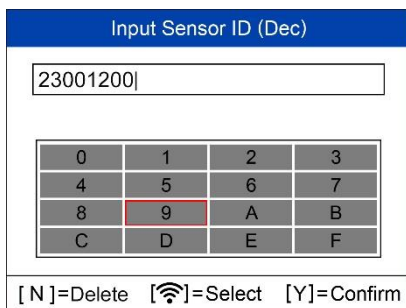 Input Sensor ID (Dec)
23001200
0 1 2 3
4 5 6 7
8 9 A B
C D E F
[ N ]=Delete []=Select [Y]=Confirm